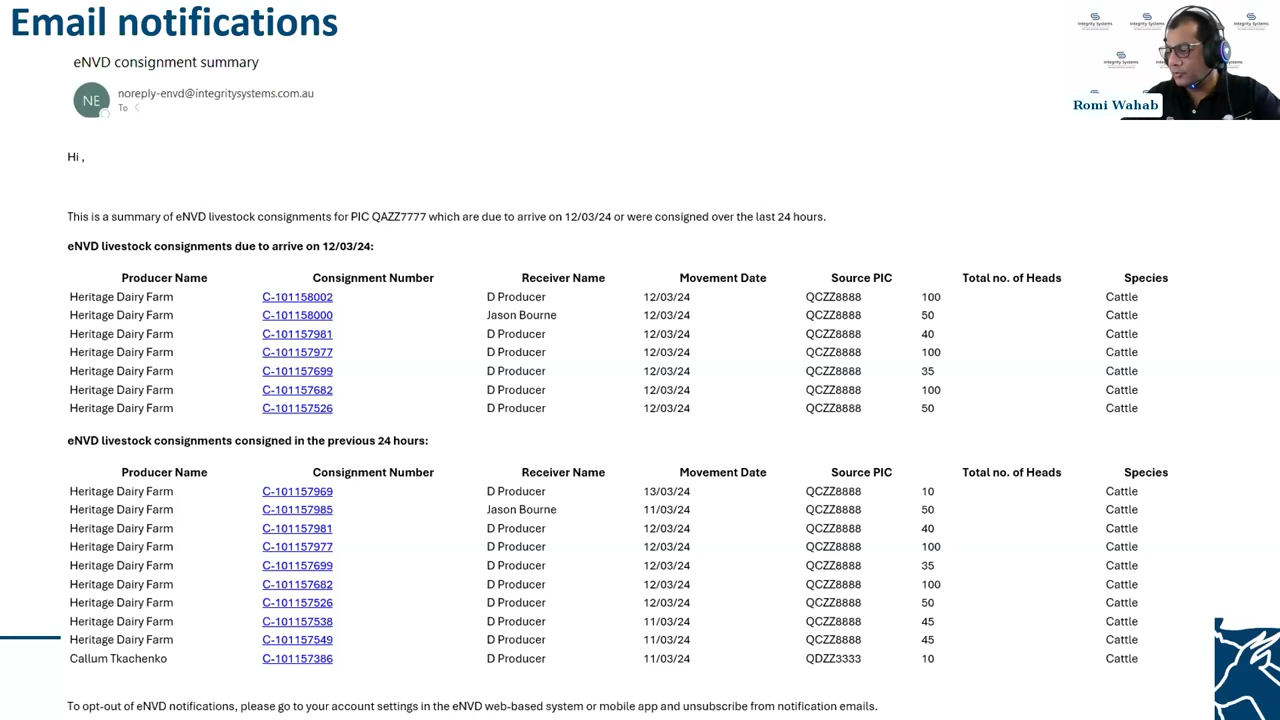 Email notifications
eNVD consignment summary
NE
noreply-envd@integritysystems.com.au
To
Integrity Systems
Integrity Systems
Integrity Systems
Integrity Systems
Romi Wahab
Hi ,
This is a summary of eNVD livestock consignments for PIC QAZZ7777 which are due to arrive on 12/03/24 or were consigned over the last 24 hours.
eNVD livestock consignments due to arrive on 12/03/24:
Producer Name Consignment Number Receiver Name Movement Date Source PIC Total no. of Heads Species
Heritage Dairy Farm C-101158002 D Producer 12/03/24 QCZZ8888 100 Cattle
Heritage Dairy Farm C-101158000 Jason Bourne 12/03/24 QCZZ8888 50 Cattle
Heritage Dairy Farm C-101157981 D Producer 12/03/24 QCZZ8888 40 Cattle
Heritage Dairy Farm C-101157977 D Producer 12/03/24 QCZZ8888 100 Cattle
Heritage Dairy Farm C-101157699 D Producer 12/03/24 QCZZ8888 35 Cattle
Heritage Dairy Farm C-101157682 D Producer 12/03/24 QCZZ8888 100 Cattle
Heritage Dairy Farm C-101157526 D Producer 12/03/24 QCZZ8888 50 Cattle
eNVD livestock consignments consigned in the previous 24 hours:
Producer Name Consignment Number Receiver Name Movement Date Source PIC Total no. of Heads Species
Heritage Dairy Farm C-101157969 D Producer 13/03/24 QCZZ8888 10 Cattle
Heritage Dairy Farm C-101157985 Jason Bourne 11/03/24 QCZZ8888 50 Cattle
Heritage Dairy Farm C-101157981 D Producer 12/03/24 QCZZ8888 40 Cattle
Heritage Dairy Farm C-101157977 D Producer 12/03/24 QCZZ8888 100 Cattle
Heritage Dairy Farm C-101157699 D Producer 12/03/24 QCZZ8888 35 Cattle
Heritage Dairy Farm C-101157682 D Producer 12/03/24 QCZZ8888 100 Cattle
Heritage Dairy Farm C-101157526 D Producer 12/03/24 QCZZ8888 50 Cattle
Heritage Dairy Farm C-101157538 D Producer 11/03/24 QCZZ8888 45 Cattle
Heritage Dairy Farm C-101157549 D Producer 11/03/24 QCZZ8888 45 Cattle
Callum Tkachenko C-101157386 D Producer 11/03/24 QDZZ3333 10 Cattle
To opt-out of eNVD notifications, please go to your account settings in the eNVD web-based system or mobile app and unsubscribe from notification emails.